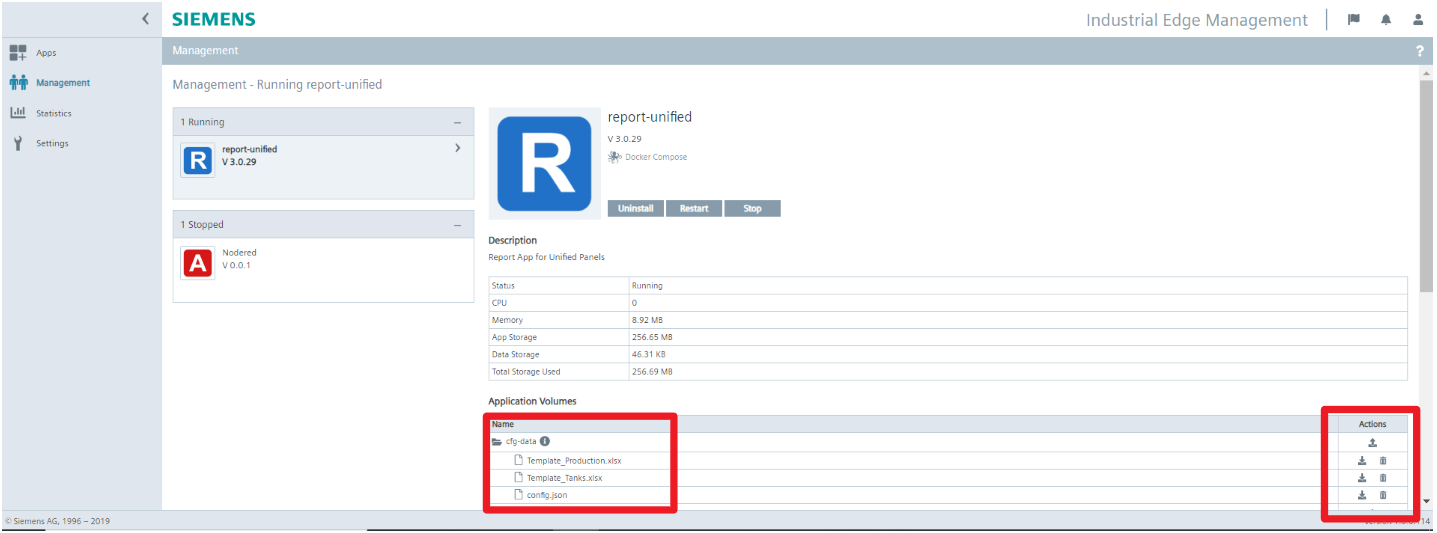 SIEMENS
Industrial Edge Management
Apps
Management
Statistics
Settings
Management
?
Management - Running report-unified
1 Running
R
report-unified
V 3.0.29
1 Stopped
A
Nodered
V 0.0.1
R
report-unified
V 3.0.29
Docker Compose
Uninstall Restart Stop
Description
Report App for Unified Panels
Status Running
CPU 0
Memory 8.92 MB
App Storage 256.65 MB
Data Storage 46.31 KB
Total Storage Used 256.69 MB
Application Volumes
Name Actions
cfg-data
Template_Production.xlsx
Template_Tanks.xlsx
config.json
© Siemens AG, 1996 – 2019